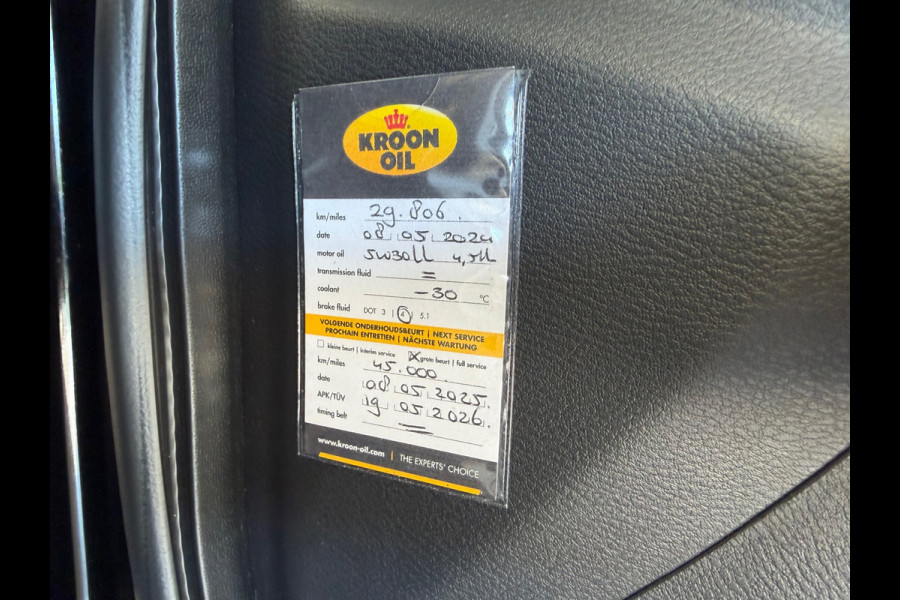 KROON
OIL
km/miles 29.806.
date 08 05 2024
motor oil 5W30LL 4,5L
transmission fluid =
coolant -30 °C
brake fluid DOT 3 | 4 | 5.1
VOLGENDE ONDERHOUDSBEURT | NEXT SERVICE
PROCHAIN ENTRETIEN | NÄCHSTE WARTUNG
kleine beurt | interim service grote beurt | full service
km/miles 45.000.
date 08 05 2025.
APK/TÜV 19 05 2026.
timing belt =
www.kroon-oil.com | THE EXPERTS' CHOICE